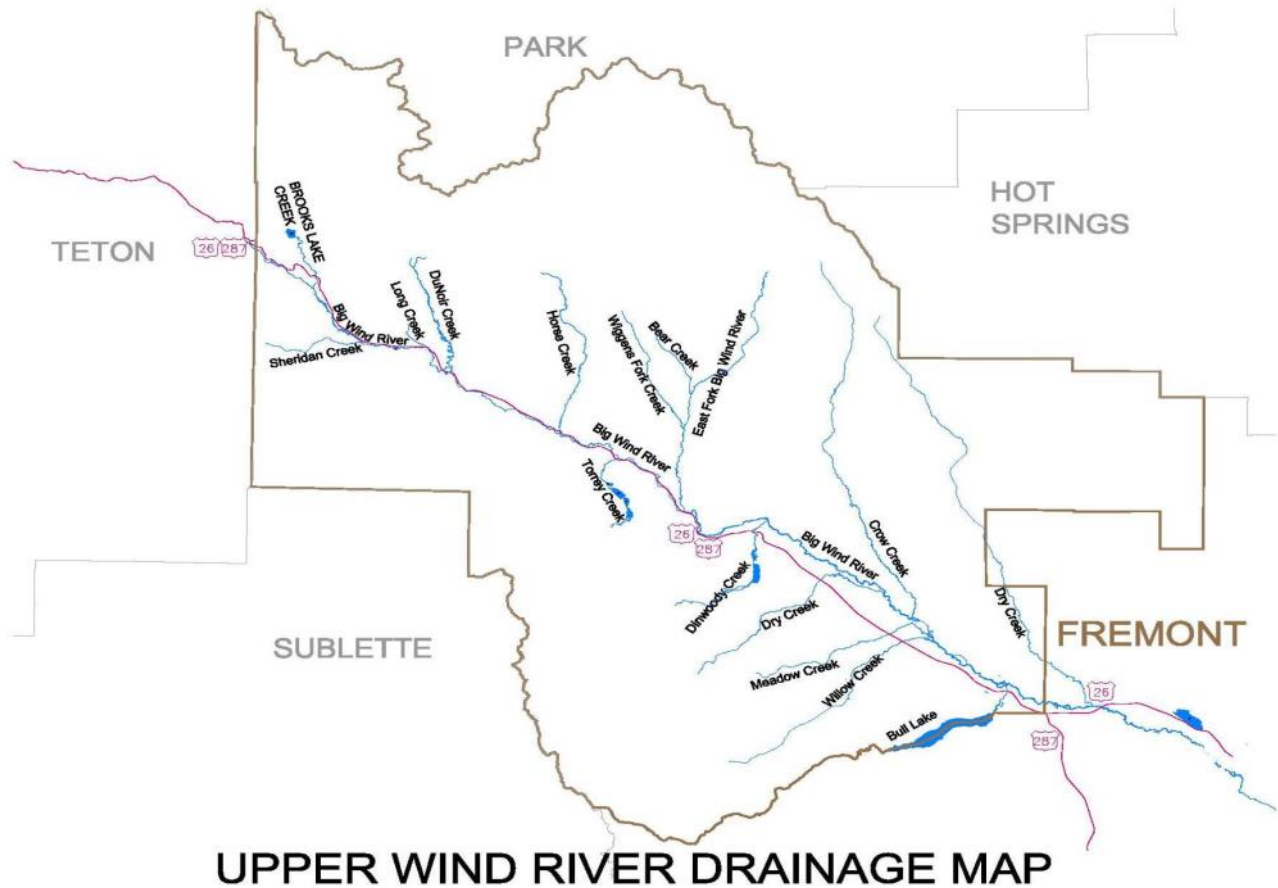 PARK
HOT
SPRINGS
TETON
26 287
BROOKS LAKE
CREEK
Big Wind River
Long Creek
DuNoir Creek
Sheridan Creek
Horse Creek
Wiggens Fork Creek
Bear Creek
East Fork Big Wind River
Big Wind River
Torrey Creek
26
287
Big Wind River
Crow Creek
Dinwoody Creek
Dry Creek
Dry Creek
FREMONT
SUBLETTE
Meadow Creek
Willow Creek
Bull Lake
26
287
UPPER WIND RIVER DRAINAGE MAP